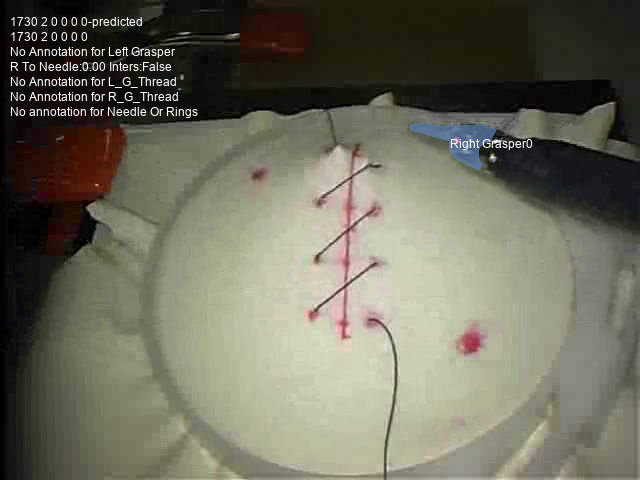 1730 2 0 0 0 0-predicted
1730 2 0 0 0 0
No Annotation for Left Grasper
R To Needle:0.00 Inters:False
No Annotation for L_G_Thread
No Annotation for R_G_Thread
No annotation for Needle Or Rings
Right Grasper0